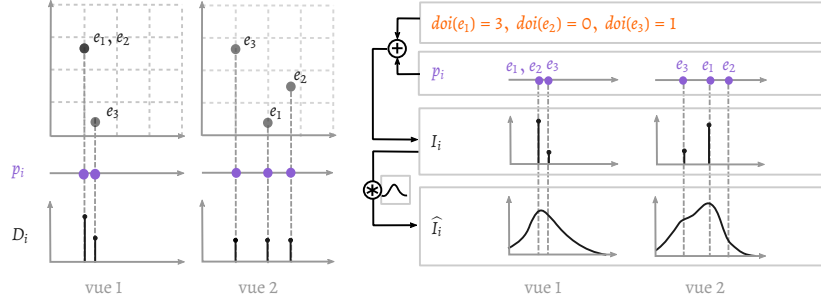 e₁, e₂
e₃
e₃
e₂
e₁
pᵢ
Dᵢ
vue 1
vue 2
doi(e₁) = 3, doi(e₂) = 0, doi(e₃) = 1
+
pᵢ
e₁, e₂ e₃
e₃ e₁ e₂
Iᵢ
*
Îᵢ
vue 1
vue 2